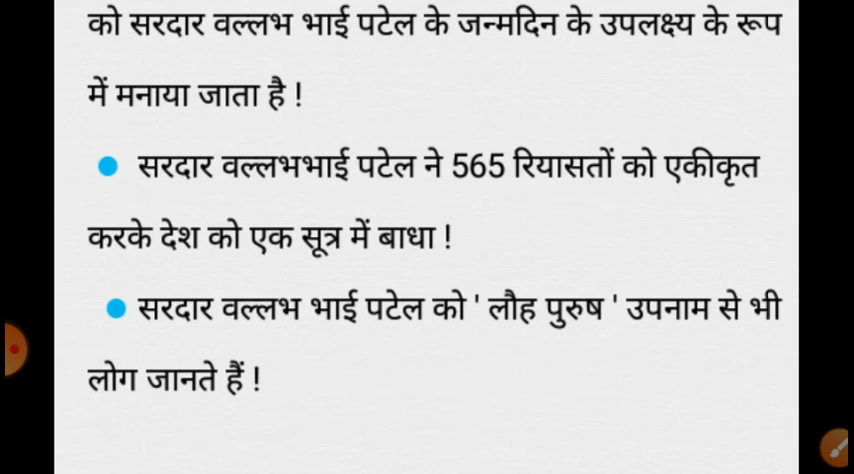 को सरदार वल्लभ भाई पटेल के जन्मदिन के उपलक्ष्य के रूप
में मनाया जाता है !
सरदार वल्लभभाई पटेल ने 565 रियासतों को एकीकृत
करके देश को एक सूत्र में बाधा !
सरदार वल्लभ भाई पटेल को ' लौह पुरुष ' उपनाम से भी
लोग जानते हैं !